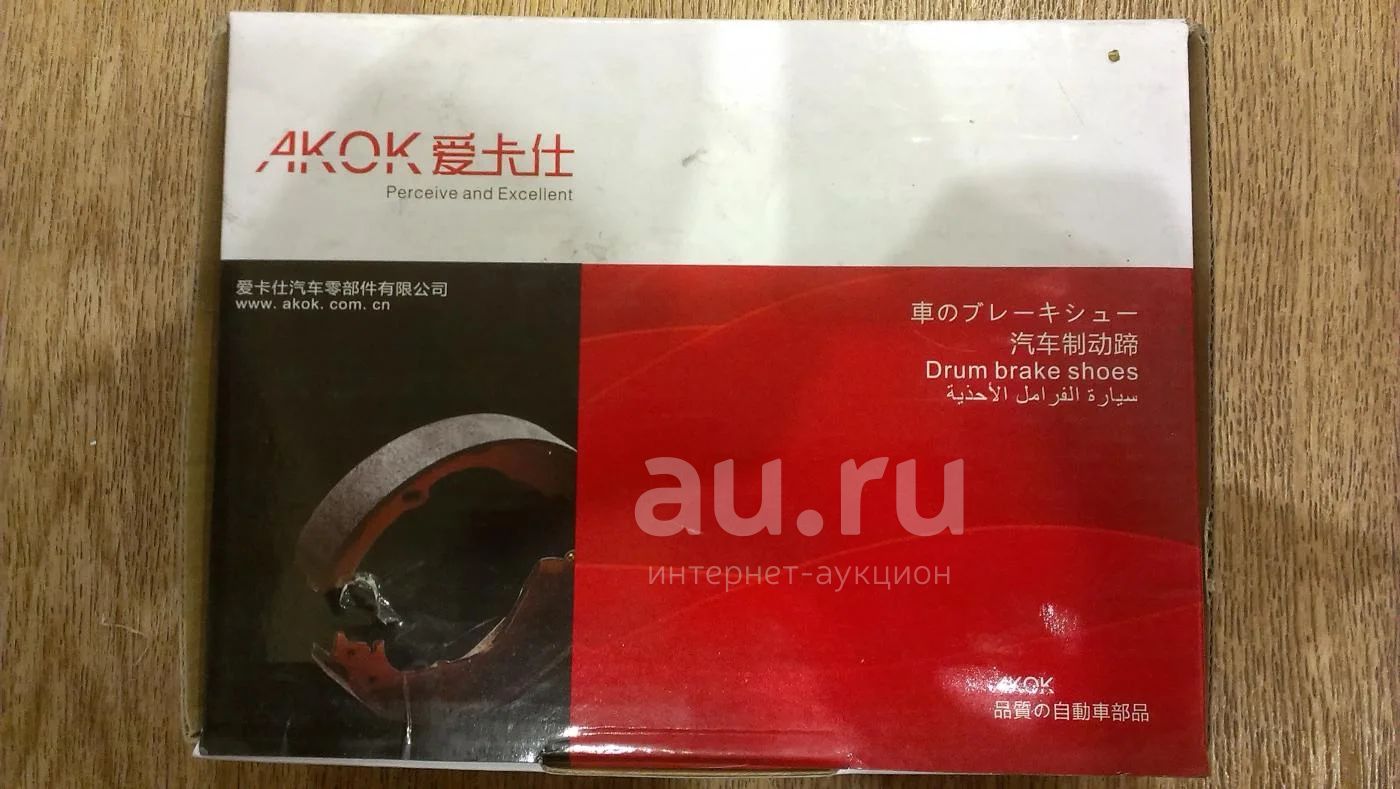 AKOK 爱卡仕
Perceive and Excellent
爱卡仕汽车零部件有限公司
www. akok. com. cn
車のブレーキシュー
汽车制动蹄
Drum brake shoes
سيارة الفرامل الأحذية
au.ru
интернет-аукцион
AKOK
品質の自動車部品